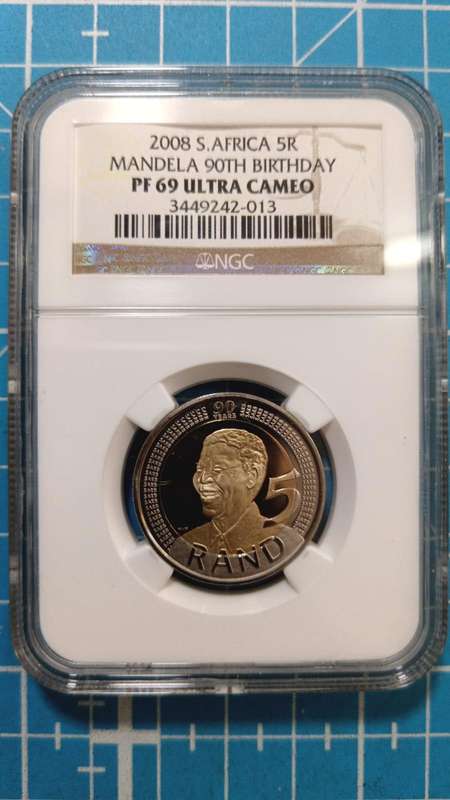 2008 S.AFRICA 5R
MANDELA 90TH BIRTHDAY
PF 69 ULTRA CAMEO
3449242-013
NGC
90
YEARS
5
RAND